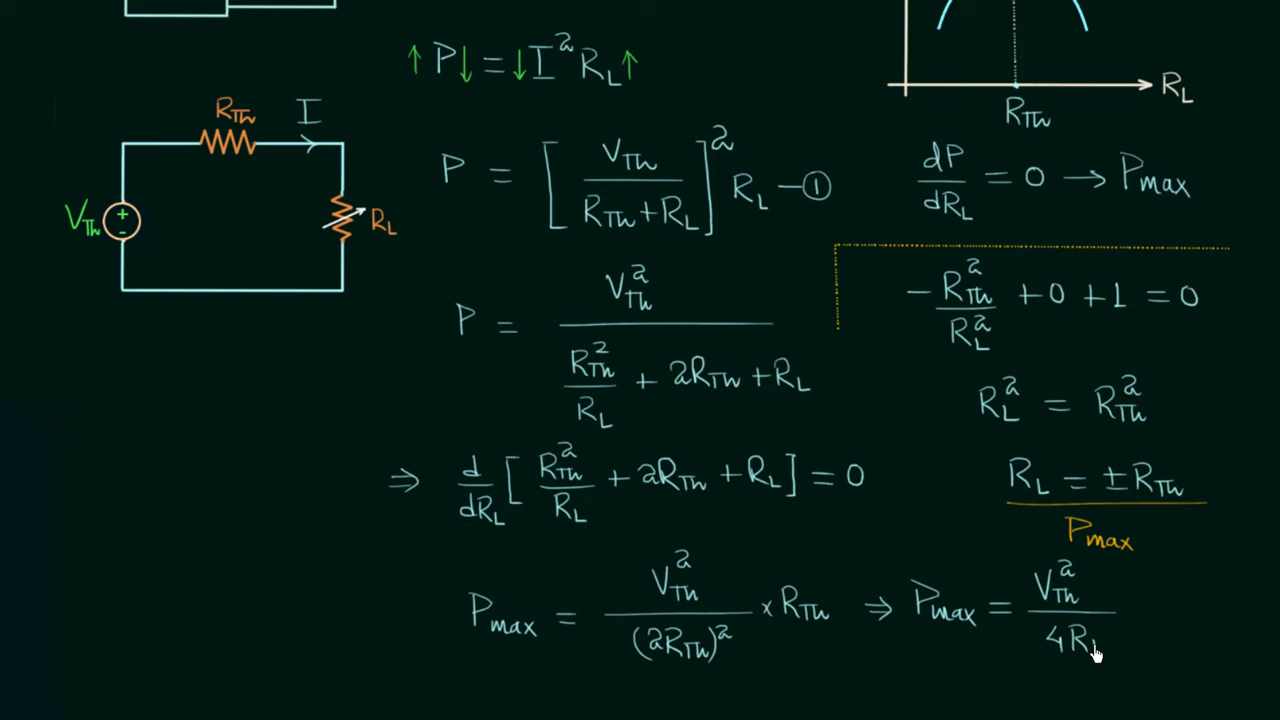 ↑ P↓ = ↓I² R_L ↑
R_L
R_Th
R_Th I
V_Th + - R_L
P = [ V_Th / (R_Th + R_L) ]² R_L — ①
dP/dR_L = 0 → P_max
P = V_Th² / (R_Th²/R_L + 2R_Th + R_L)
- R_Th²/R_L² + 0 + 1 = 0
R_L² = R_Th²
⇒ d/dR_L [ R_Th²/R_L + 2R_Th + R_L ] = 0
R_L = ± R_Th
P_max
P_max = V_Th² / (2R_Th)² × R_Th ⇒ P_max = V_Th² / 4R